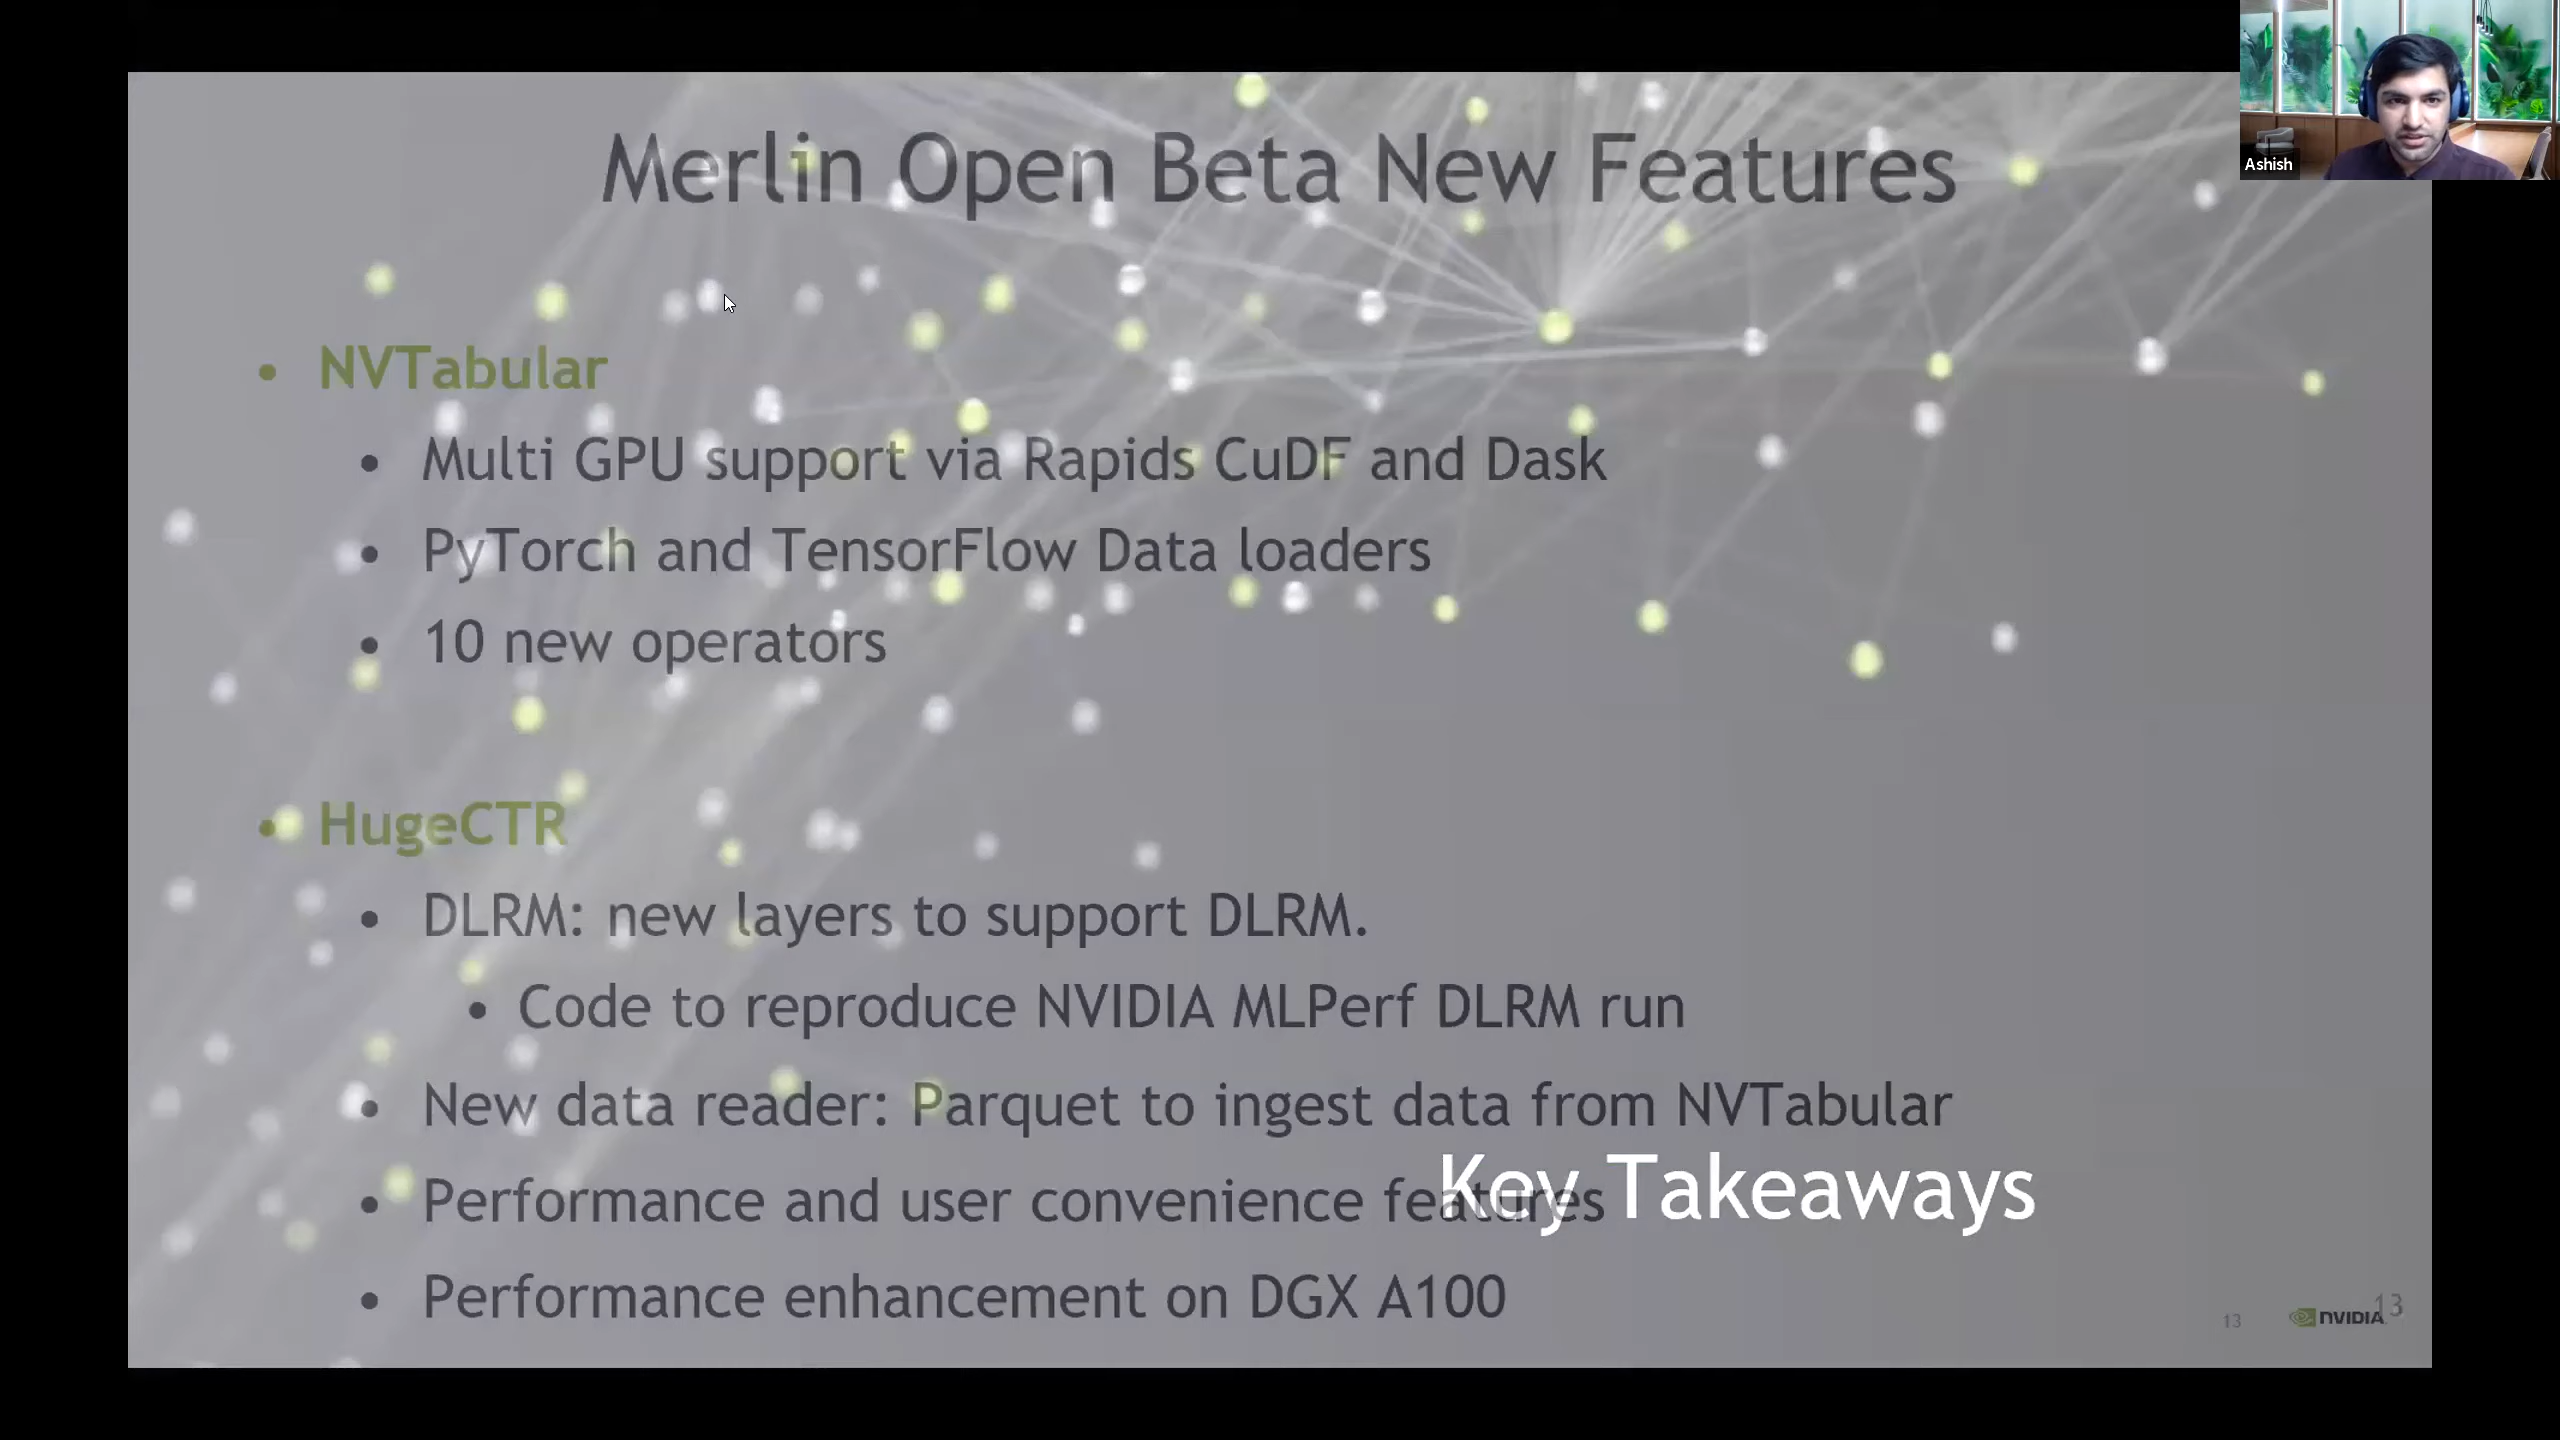 Ashish
Merlin Open Beta New Features
• NVTabular
• Multi GPU support via Rapids CuDF and Dask
• PyTorch and TensorFlow Data loaders
• 10 new operators
• HugeCTR
• DLRM: new layers to support DLRM.
• Code to reproduce NVIDIA MLPerf DLRM run
• New data reader: Parquet to ingest data from NVTabular
• Performance and user convenience features
Key Takeaways
• Performance enhancement on DGX A100
13
NVIDIA
13